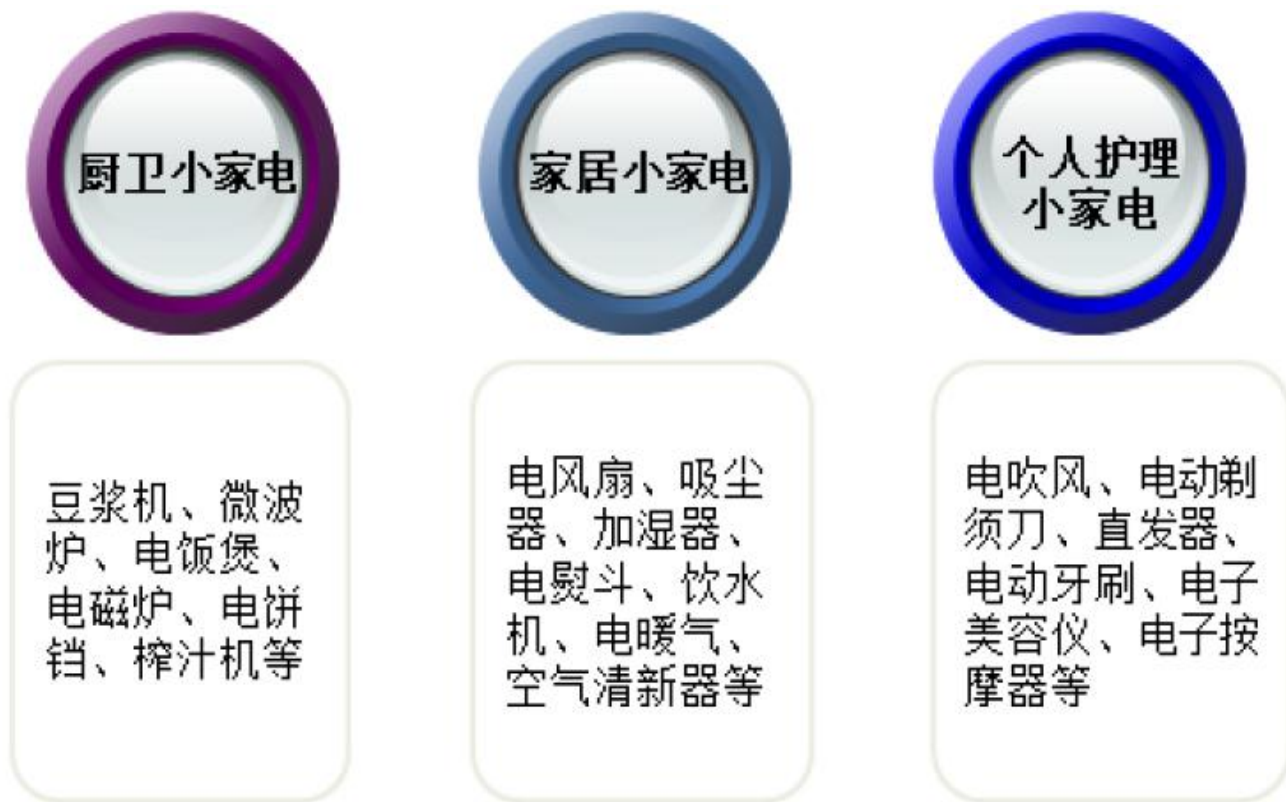 厨卫小家电
家居小家电
个人护理
小家电
豆浆机、微波
炉、电饭煲、
电磁炉、电饼
铛、榨汁机等
电风扇、吸尘
器、加湿器、
电熨斗、饮水
机、电暖气、
空气清新器等
电吹风、电动剃
须刀、直发器、
电动牙刷、电子
美容仪、电子按
摩器等